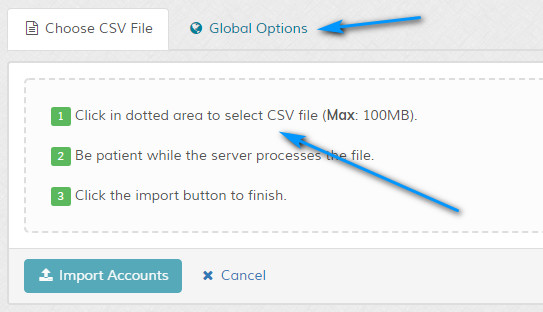 Choose CSV File
Global Options
1 Click in dotted area to select CSV file (Max: 100MB).
2 Be patient while the server processes the file.
3 Click the import button to finish.
Import Accounts
Cancel